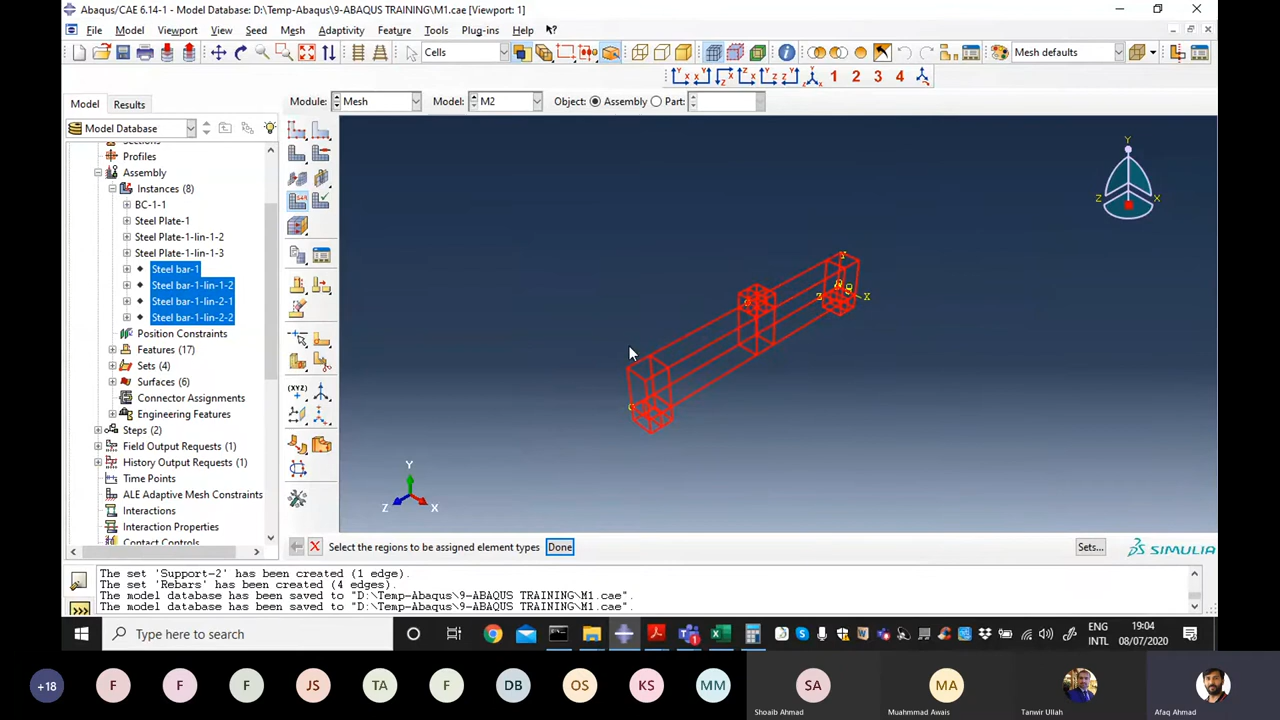 Abaqus/CAE 6.14-1 - Model Database: D:\Temp-Abaqus\9-ABAQUS TRAINING\M1.cae [Viewport: 1]
File Model Viewport View Seed Mesh Adaptivity Feature Tools Plug-ins Help
Cells
Mesh defaults
1 2 3 4
Model Results
Module: Mesh Model: M2 Object: Assembly Part:
Model Database
Sections
Profiles
Assembly
Instances (8)
BC-1-1
Steel Plate-1
Steel Plate-1-lin-1-2
Steel Plate-1-lin-1-3
Steel bar-1
Steel bar-1-lin-1-2
Steel bar-1-lin-2-1
Steel bar-1-lin-2-2
Position Constraints
Features (17)
Sets (4)
Surfaces (6)
Connector Assignments
Engineering Features
Steps (2)
Field Output Requests (1)
History Output Requests (1)
Time Points
ALE Adaptive Mesh Constraints
Interactions
Interaction Properties
Contact Controls
Y
Z X
Y
Z X
Y
Z X
Select the regions to be assigned element types Done Sets...
SIMULIA
The set 'Support-2' has been created (1 edge).
The set 'Rebars' has been created (4 edges).
The model database has been saved to "D:\Temp-Abaqus\9-ABAQUS TRAINING\M1.cae".
The model database has been saved to "D:\Temp-Abaqus\9-ABAQUS TRAINING\M1.cae".
>>>
Type here to search
ENG 19:04
INTL 08/07/2020
+18 F F F JS TA F DB OS KS MM SA MA
Shoaib Ahmad Muahmmad Awais Tanwir Ullah Afaq Ahmad